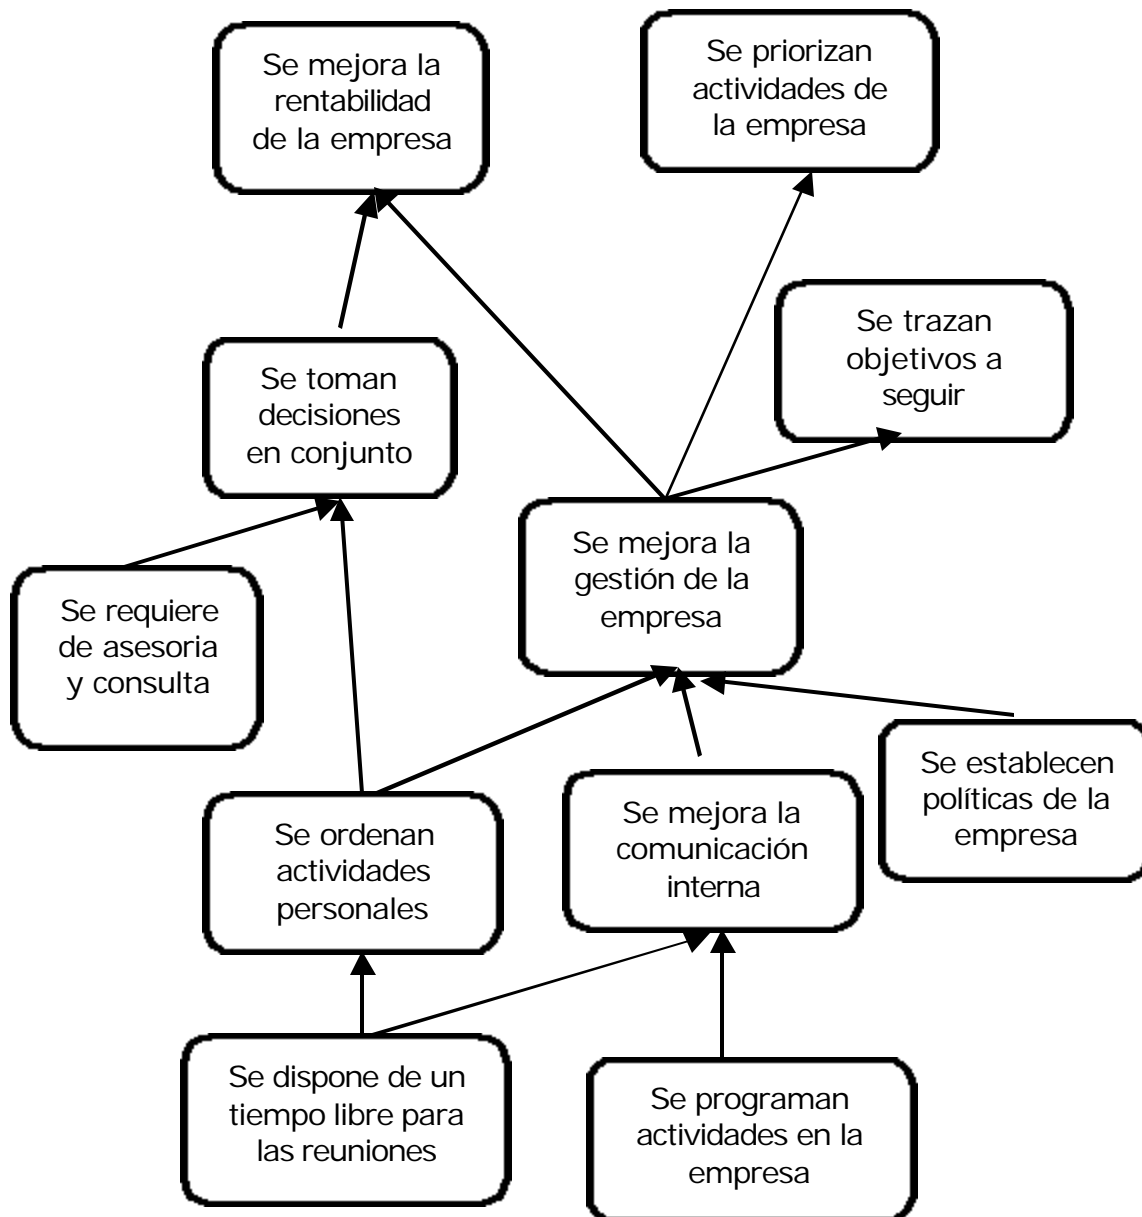 Se mejora la
rentabilidad
de la empresa
Se priorizan
actividades de
la empresa
Se trazan
objetivos a
seguir
Se toman
decisiones
en conjunto
Se mejora la
gestión de la
empresa
Se requiere
de asesoria
y consulta
Se establecen
políticas de la
empresa
Se ordenan
actividades
personales
Se mejora la
comunicación
interna
Se dispone de un
tiempo libre para
las reuniones
Se programan
actividades en la
empresa